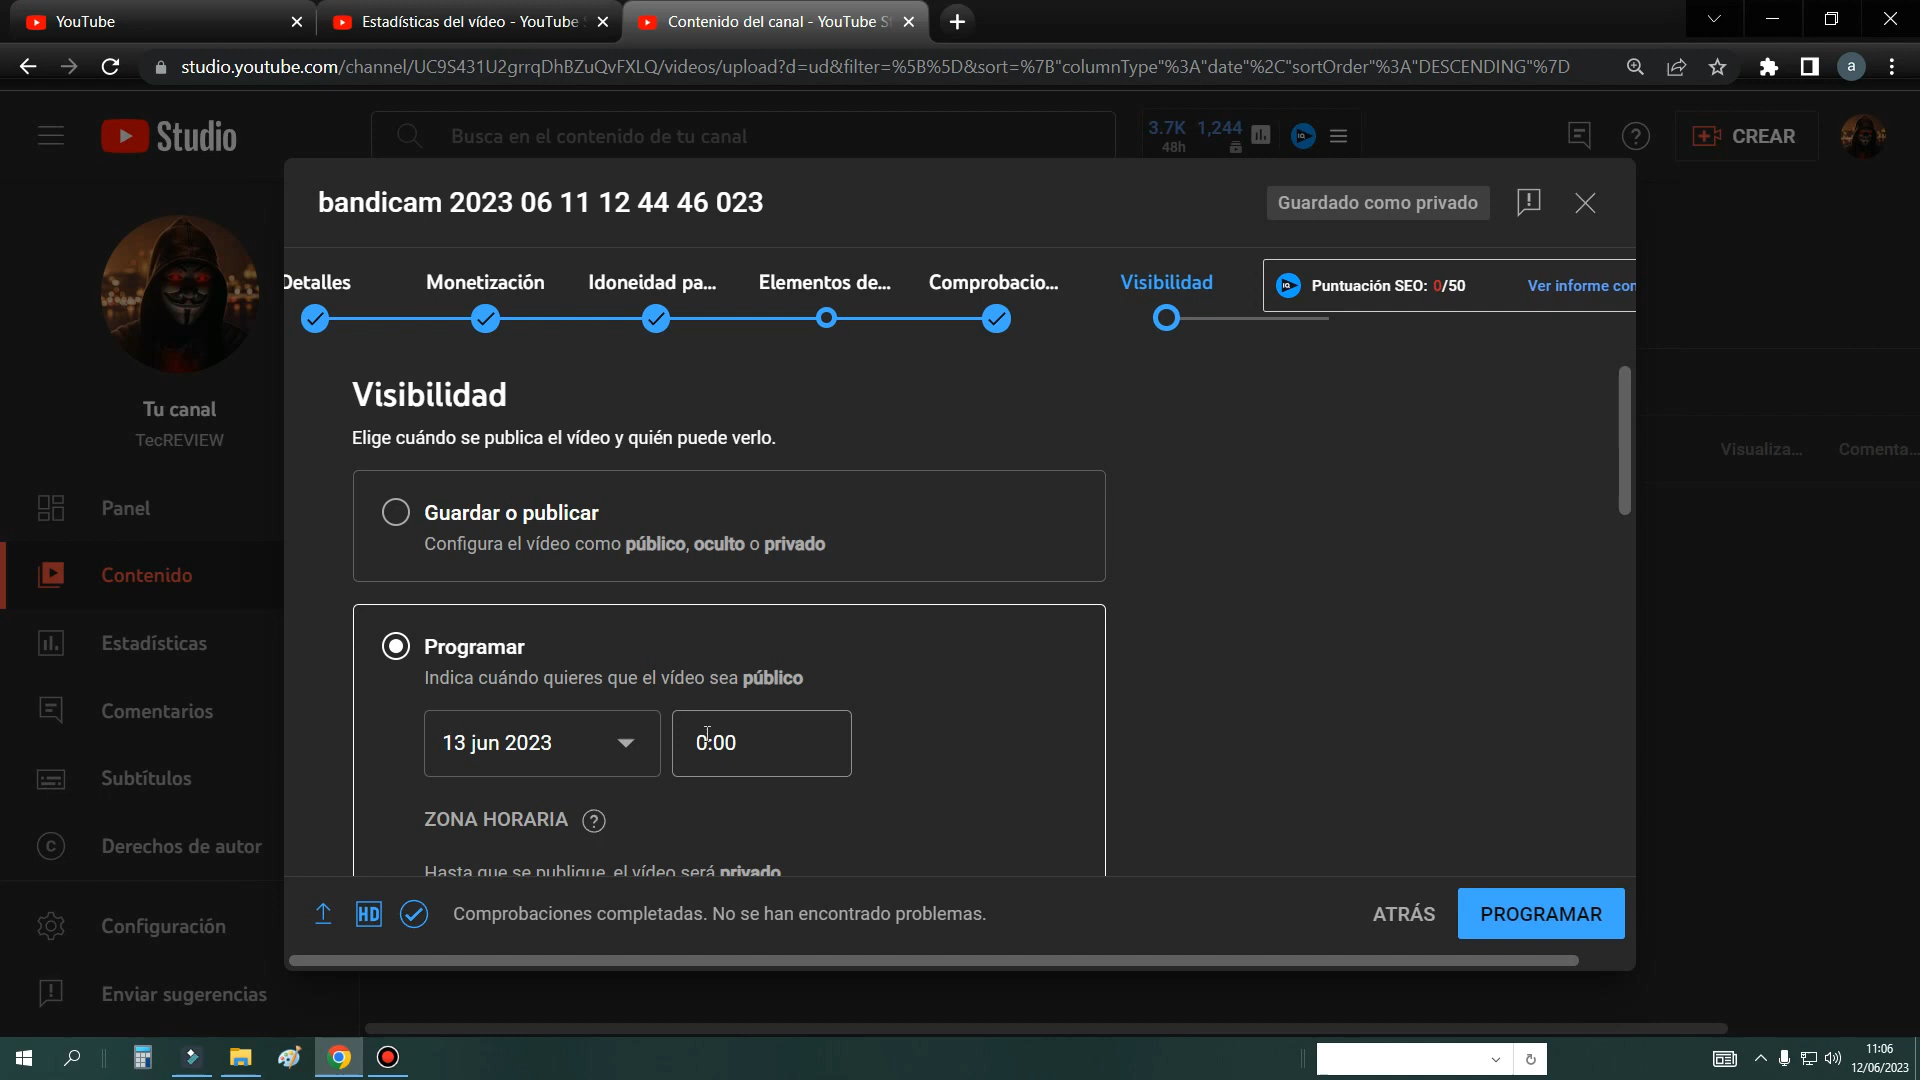 YouTube
Estadísticas del vídeo - YouTube S
Contenido del canal - YouTube St
studio.youtube.com/channel/UC9S431U2grrqDhBZuQvFXLQ/videos/upload?d=ud&filter=%5B%5D&sort=%7B"columnType"%3A"date"%2C"sortOrder"%3A"DESCENDING"%7D
a
Studio
Busca en el contenido de tu canal
3.7K 1,244
48h
IQ
CREAR
bandicam 2023 06 11 12 44 46 023
Guardado como privado
Detalles
Monetización
Idoneidad pa...
Elementos de...
Comprobacio...
Visibilidad
IQ
Puntuación SEO: 0/50
Ver informe com
Visibilidad
Elige cuándo se publica el vídeo y quién puede verlo.
Guardar o publicar
Configura el vídeo como público, oculto o privado
Programar
Indica cuándo quieres que el vídeo sea público
13 jun 2023
0:00
ZONA HORARIA
Hasta que se publique, el vídeo será privado
HD
Comprobaciones completadas. No se han encontrado problemas.
ATRÁS
PROGRAMAR
Tu canal
TecREVIEW
Panel
Contenido
Estadísticas
Comentarios
Subtítulos
Derechos de autor
Configuración
Enviar sugerencias
Visualiza...
Comenta...
11:06
12/06/2023